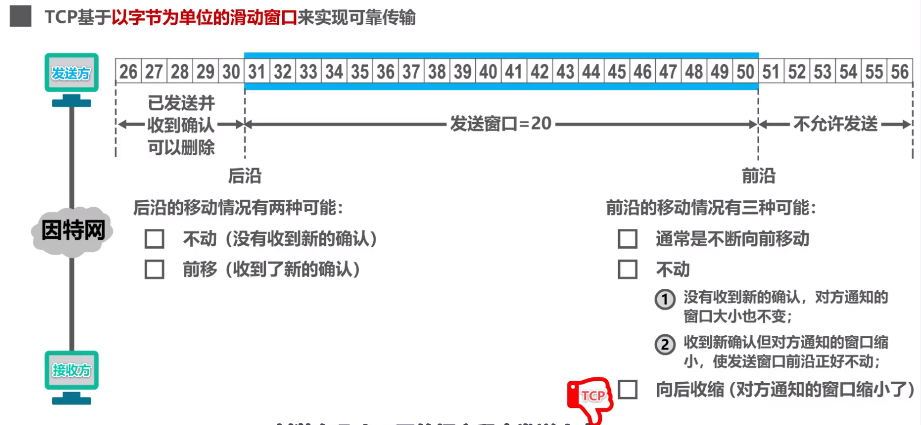 TCP基于以字节为单位的滑动窗口来实现可靠传输
发送方
26 27 28 29 30 31 32 33 34 35 36 37 38 39 40 41 42 43 44 45 46 47 48 49 50 51 52 53 54 55 56
已发送并
收到确认
可以删除
发送窗口=20
不允许发送
后沿
前沿
后沿的移动情况有两种可能：
不动（没有收到新的确认）
前移（收到了新的确认）
因特网
接收方
前沿的移动情况有三种可能：
通常是不断向前移动
不动
1 没有收到新的确认，对方通知的
窗口大小也不变；
2 收到新确认但对方通知的窗口缩
小，使发送窗口前沿正好不动；
向后收缩（对方通知的窗口缩小了）
TCP